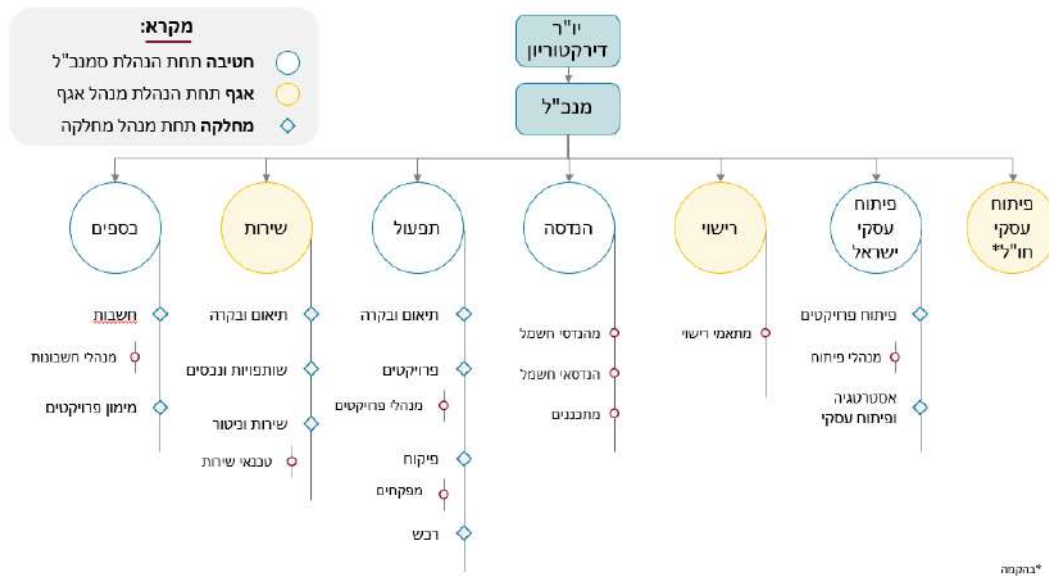 מקרא:
חטיבה תחת הנהלת סמנכ"ל
אגף תחת הנהלת מנהל אגף
מחלקה תחת מנהל מחלקה
יו"ר
דירקטוריון
מנכ"ל
פיתוח
עסקי
חו"ל*
פיתוח
עסקי
ישראל
פיתוח פרויקטים
מנהלי פיתוח
אסטרטגיה
ופיתוח עסקי
רישוי
מתאמי רישוי
הנדסה
מהנדסי חשמל
הנדסאי חשמל
מתכננים
תפעול
תיאום ובקרה
פרויקטים
מנהלי פרויקטים
פיקוח
מפקחים
רכש
שירות
תיאום ובקרה
שותפויות ונכסים
שירות וניטור
טכנאי שירות
כספים
חשבות
מנהלי חשבונות
מימון פרויקטים
*בהקמה